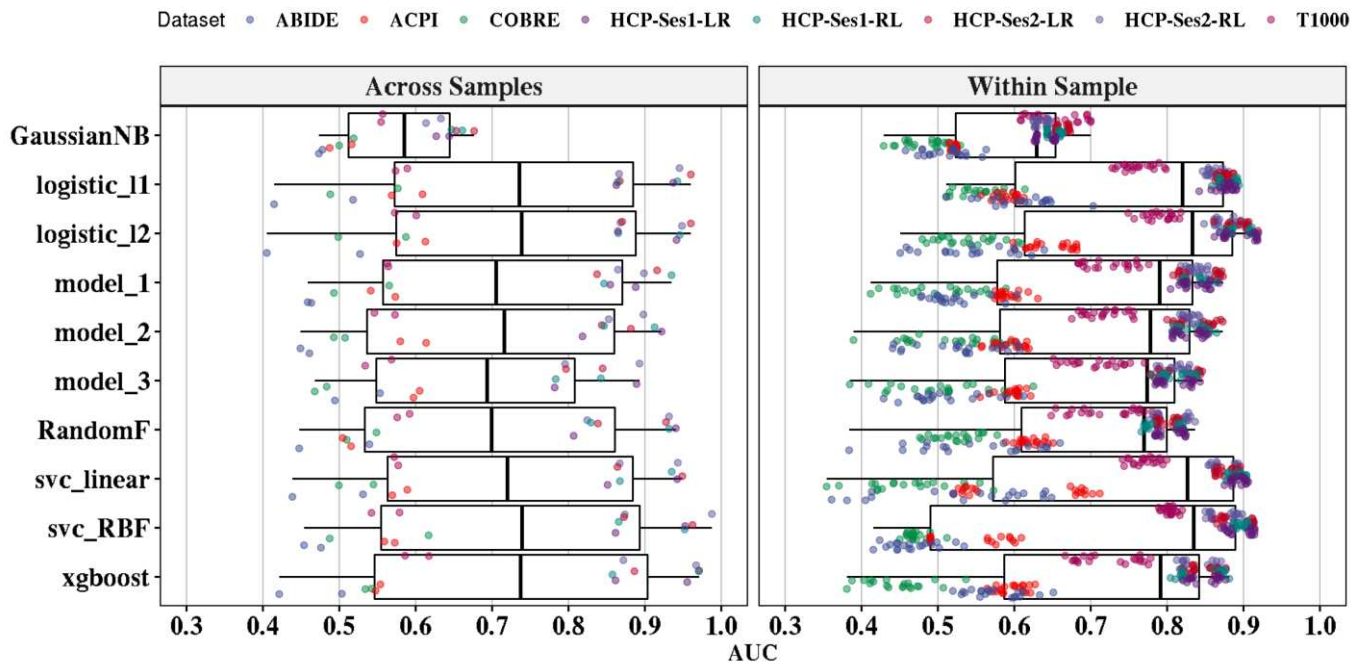 Dataset ABIDE ACPI COBRE HCP-Ses1-LR HCP-Ses1-RL HCP-Ses2-LR HCP-Ses2-RL T1000
Across Samples Within Sample
GaussianNB
logistic_l1
logistic_l2
model_1
model_2
model_3
RandomF
svc_linear
svc_RBF
xgboost
0.3 0.4 0.5 0.6 0.7 0.8 0.9 1.0 0.3 0.4 0.5 0.6 0.7 0.8 0.9 1.0
AUC